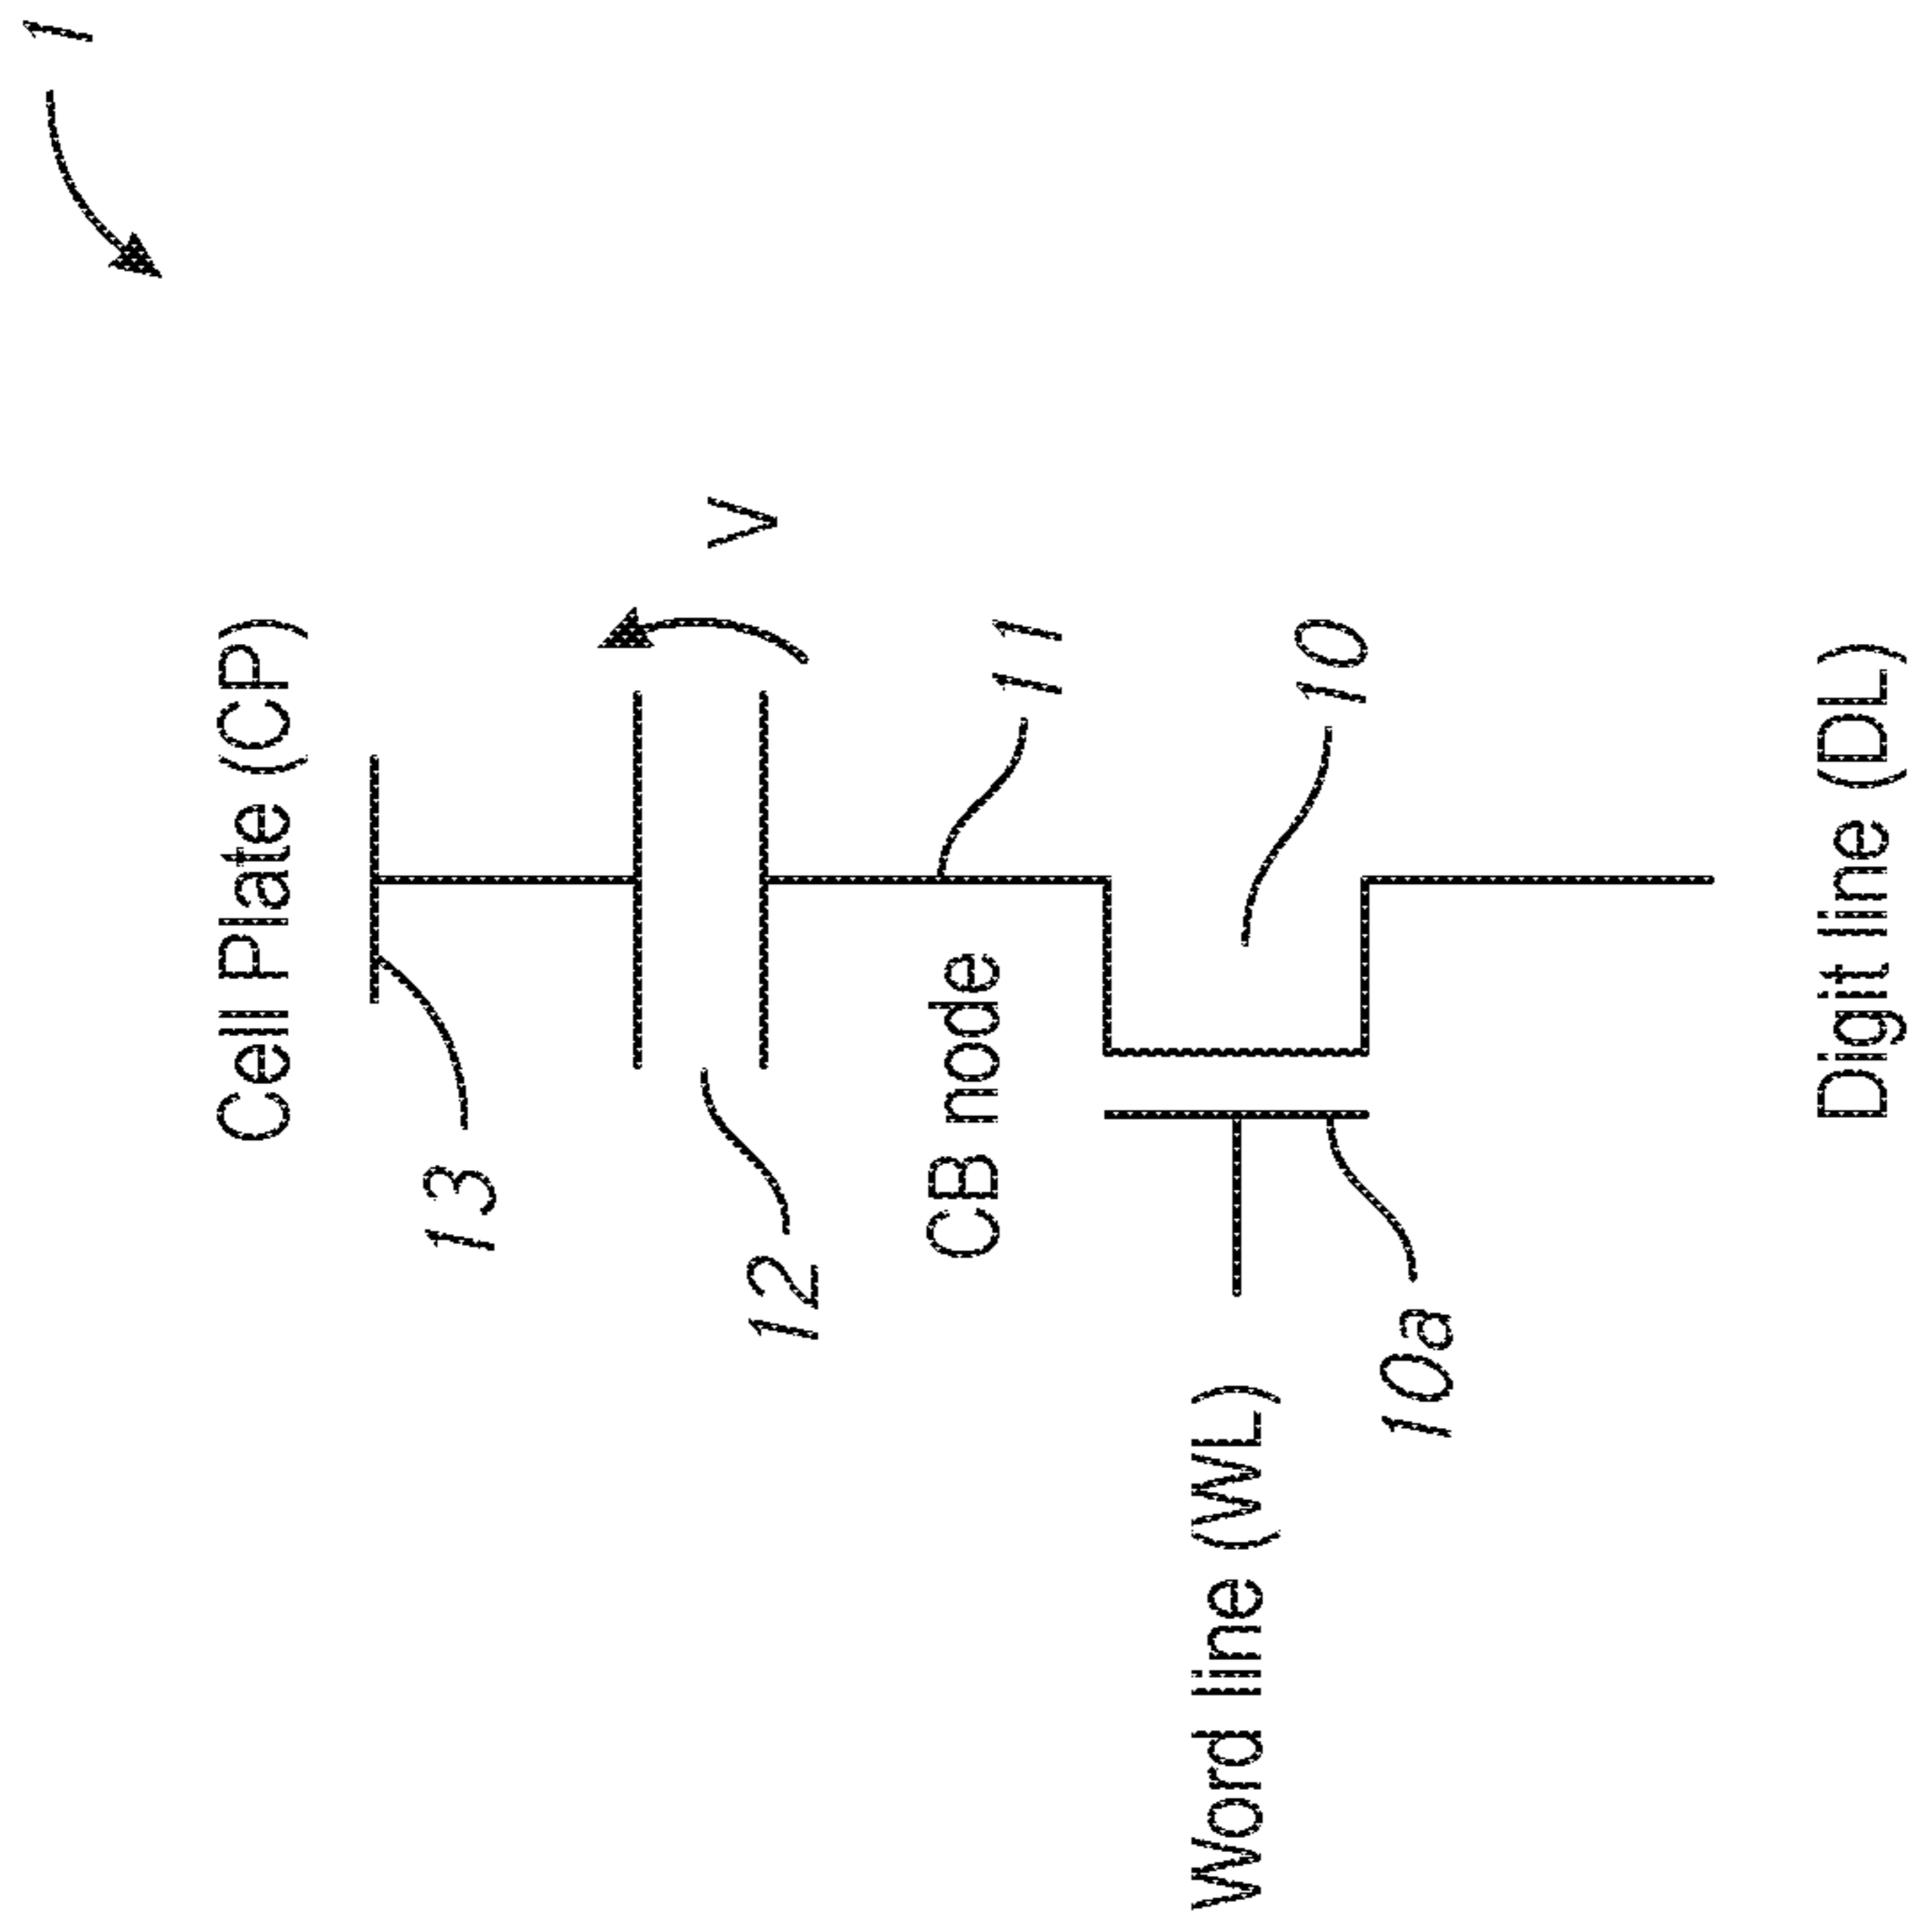 1
Cell Plate (CP)
13
12
V
CB node
11
Word line (WL)
10
10a
Digit line (DL)